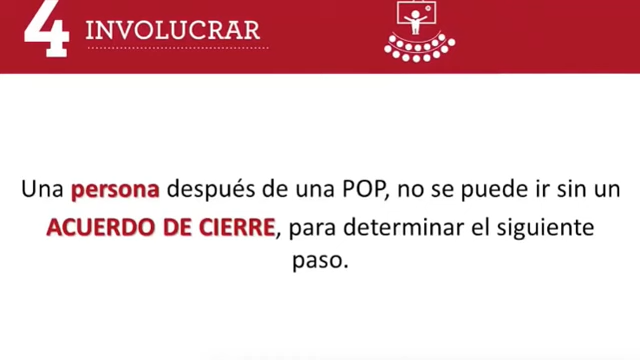 4 INVOLUCRAR
Una persona después de una POP, no se puede ir sin un
ACUERDO DE CIERRE, para determinar el siguiente
paso.